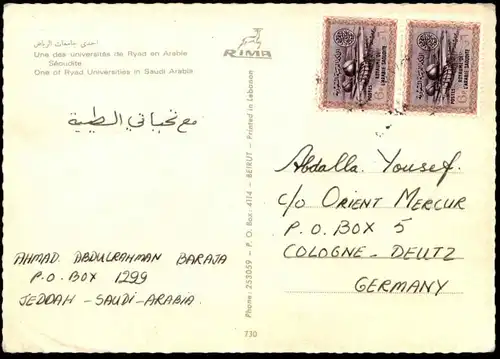 احدى جامعات الرياض
Une des universités de Ryad en Arabie
Séoudite
One of Ryad Universities in Saudi Arabia
RIMA
مع تحياتي الطيبة
Abdalla Yousef
C/O ORIENT MERCUR
P.O. BOX 5
COLOGNE - DEUTZ
GERMANY
AHMAD ABDULRAHMAN BARAJA
P.O. BOX 1299
JEDDAH - SAUDI-ARABIA.
Phone: 253059 - P. O. Box: 4114 - BEIRUT - Printed in Lebanon
730